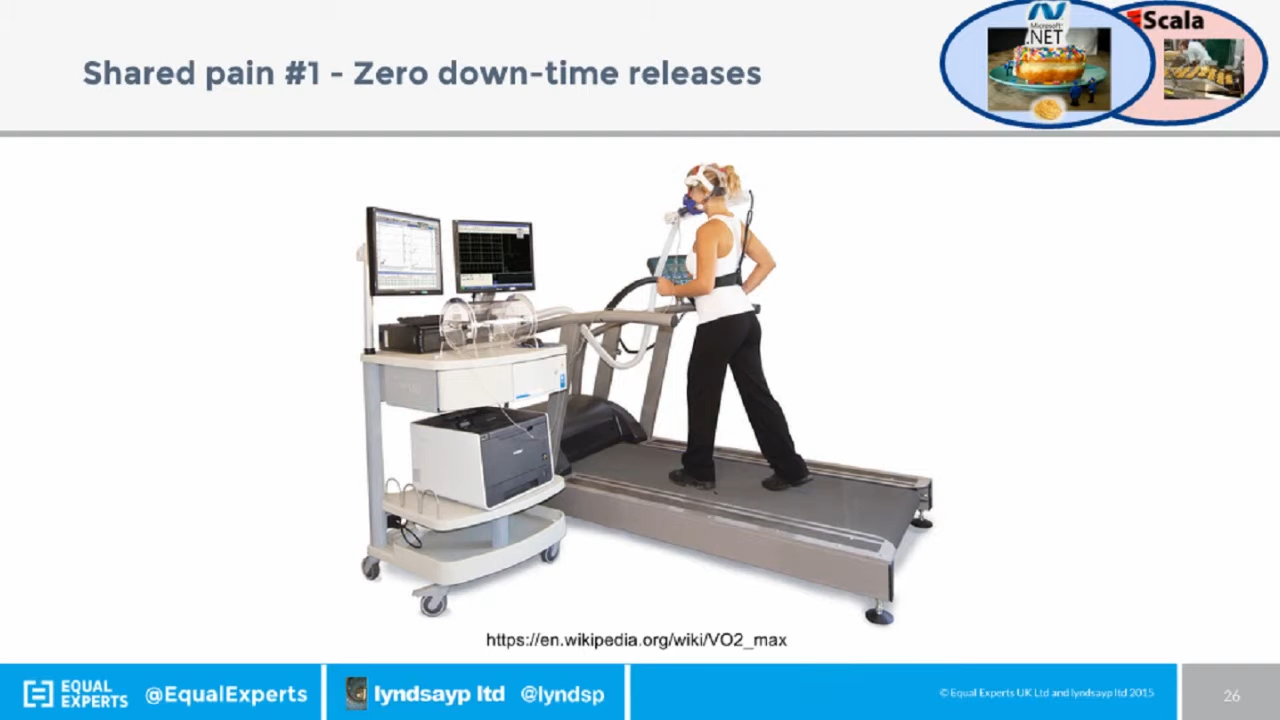 Shared pain #1 - Zero down-time releases
Microsoft
.NET
Scala
https://en.wikipedia.org/wiki/VO2_max
EQUAL
EXPERTS
@EqualExperts
lyndsayp ltd @lyndsp
© Equal Experts UK Ltd and lyndsayp ltd 2015
26